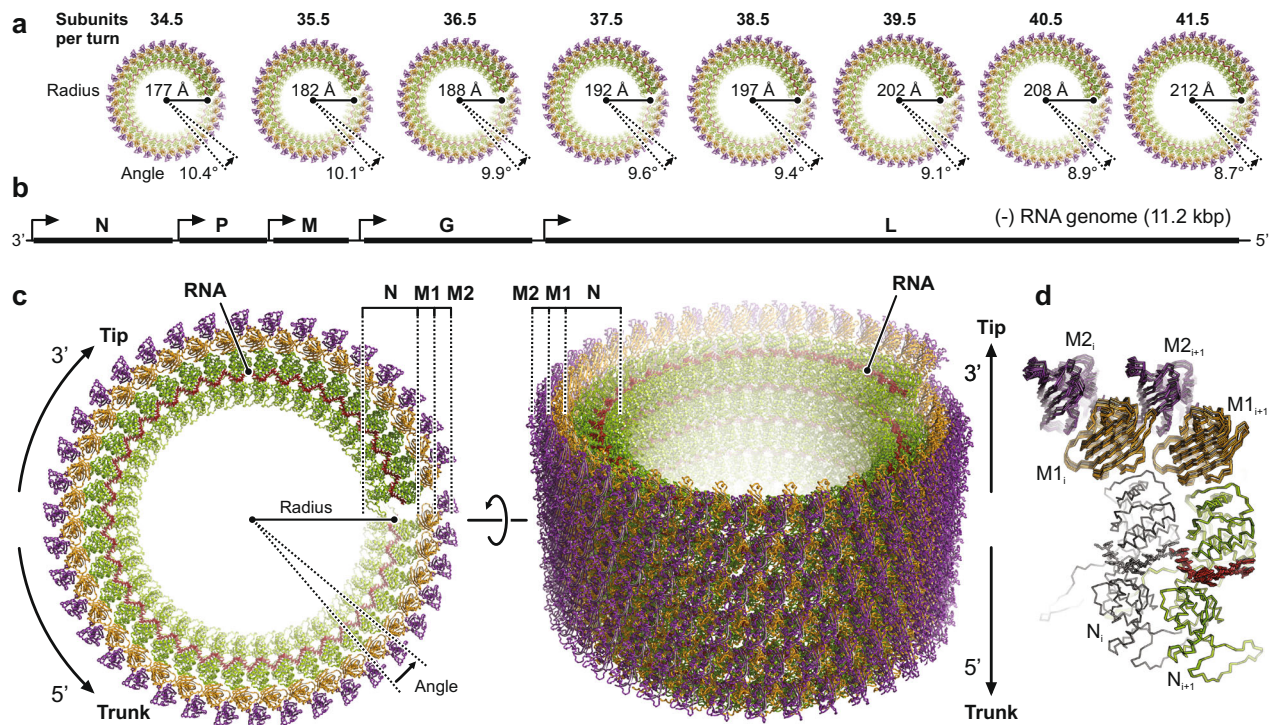 a
Subunits per turn 34.5 35.5 36.5 37.5 38.5 39.5 40.5 41.5
Radius 177 Å 182 Å 188 Å 192 Å 197 Å 202 Å 208 Å 212 Å
Angle 10.4° 10.1° 9.9° 9.6° 9.4° 9.1° 8.9° 8.7°
b
3’ N P M G L 5’
(-) RNA genome (11.2 kbp)
c
RNA
N M1 M2
Tip
3’
Radius
Angle
5’
Trunk
M2 M1 N
RNA
Tip
3’
5’
Trunk
d
M2i
M2i+1
M1i+1
M1i
Ni
Ni+1